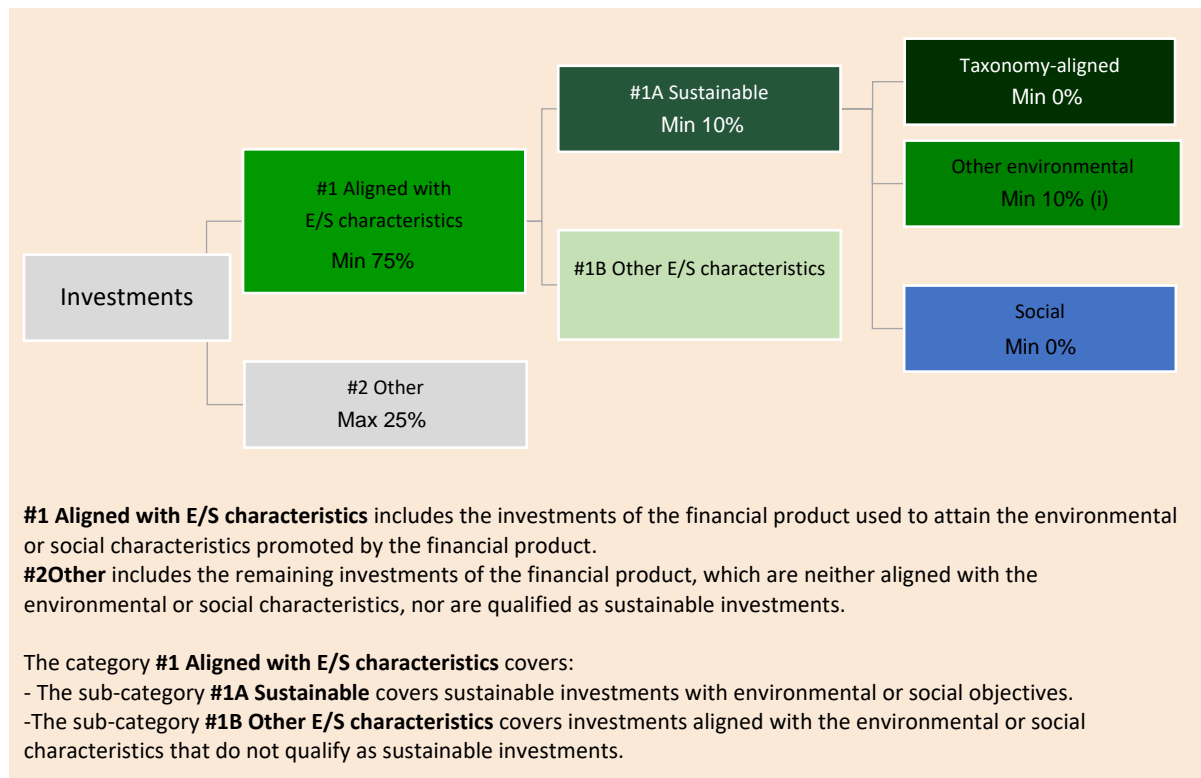 Taxonomy-aligned
Min 0%
#1A Sustainable
Min 10%
Other environmental
Min 10% (i)
#1 Aligned with
E/S characteristics
Min 75%
#1B Other E/S characteristics
Investments
Social
Min 0%
#2 Other
Max 25%
#1 Aligned with E/S characteristics includes the investments of the financial product used to attain the environmental
or social characteristics promoted by the financial product.
#2Other includes the remaining investments of the financial product, which are neither aligned with the
environmental or social characteristics, nor are qualified as sustainable investments.
The category #1 Aligned with E/S characteristics covers:
- The sub-category #1A Sustainable covers sustainable investments with environmental or social objectives.
-The sub-category #1B Other E/S characteristics covers investments aligned with the environmental or social
characteristics that do not qualify as sustainable investments.